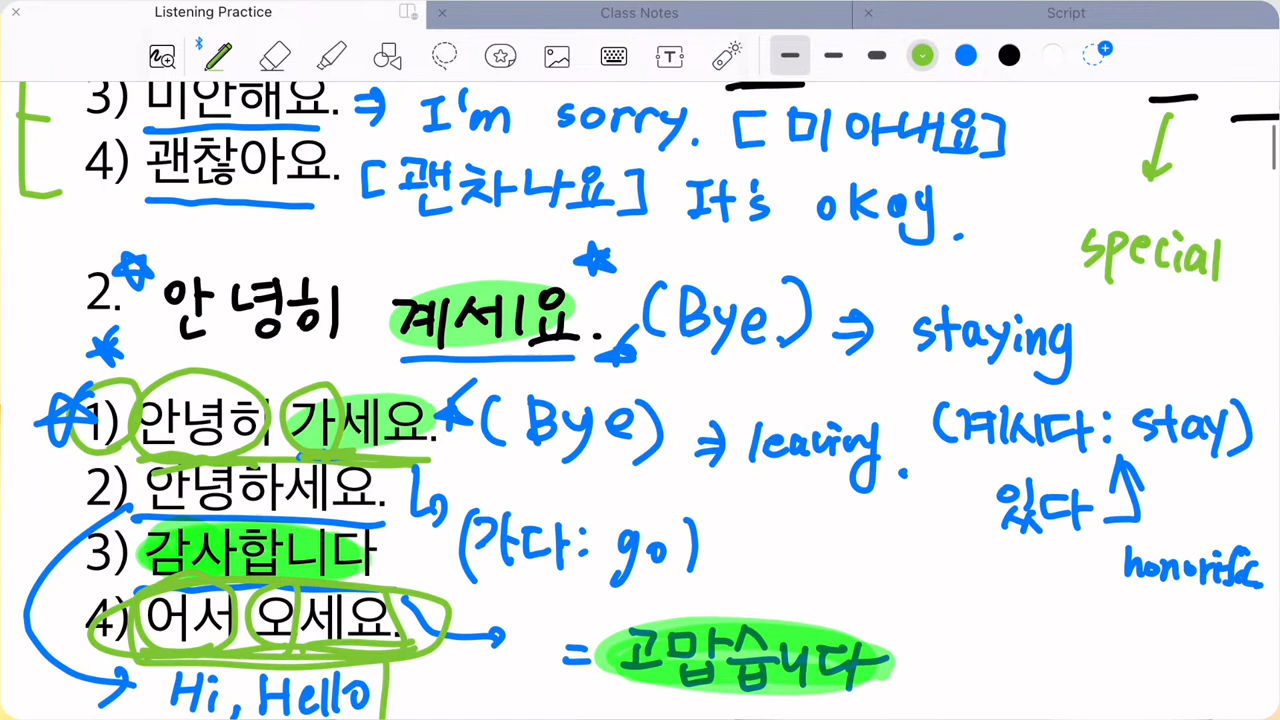 Listening Practice Class Notes Script
3) 미안해요. ⇒ I'm sorry. [미아내요]
4) 괜찮아요. [괜차나요] It's okay.
special
2. 안녕히 계세요. (Bye.) ⇒ staying
1) 안녕히 가세요. (Bye) ⇒ leaving. (계시다: stay)
2) 안녕하세요. 있다
3) 감사합니다 (가다: go) honorific
4) 어서 오세요. = 고맙습니다
Hi, Hello